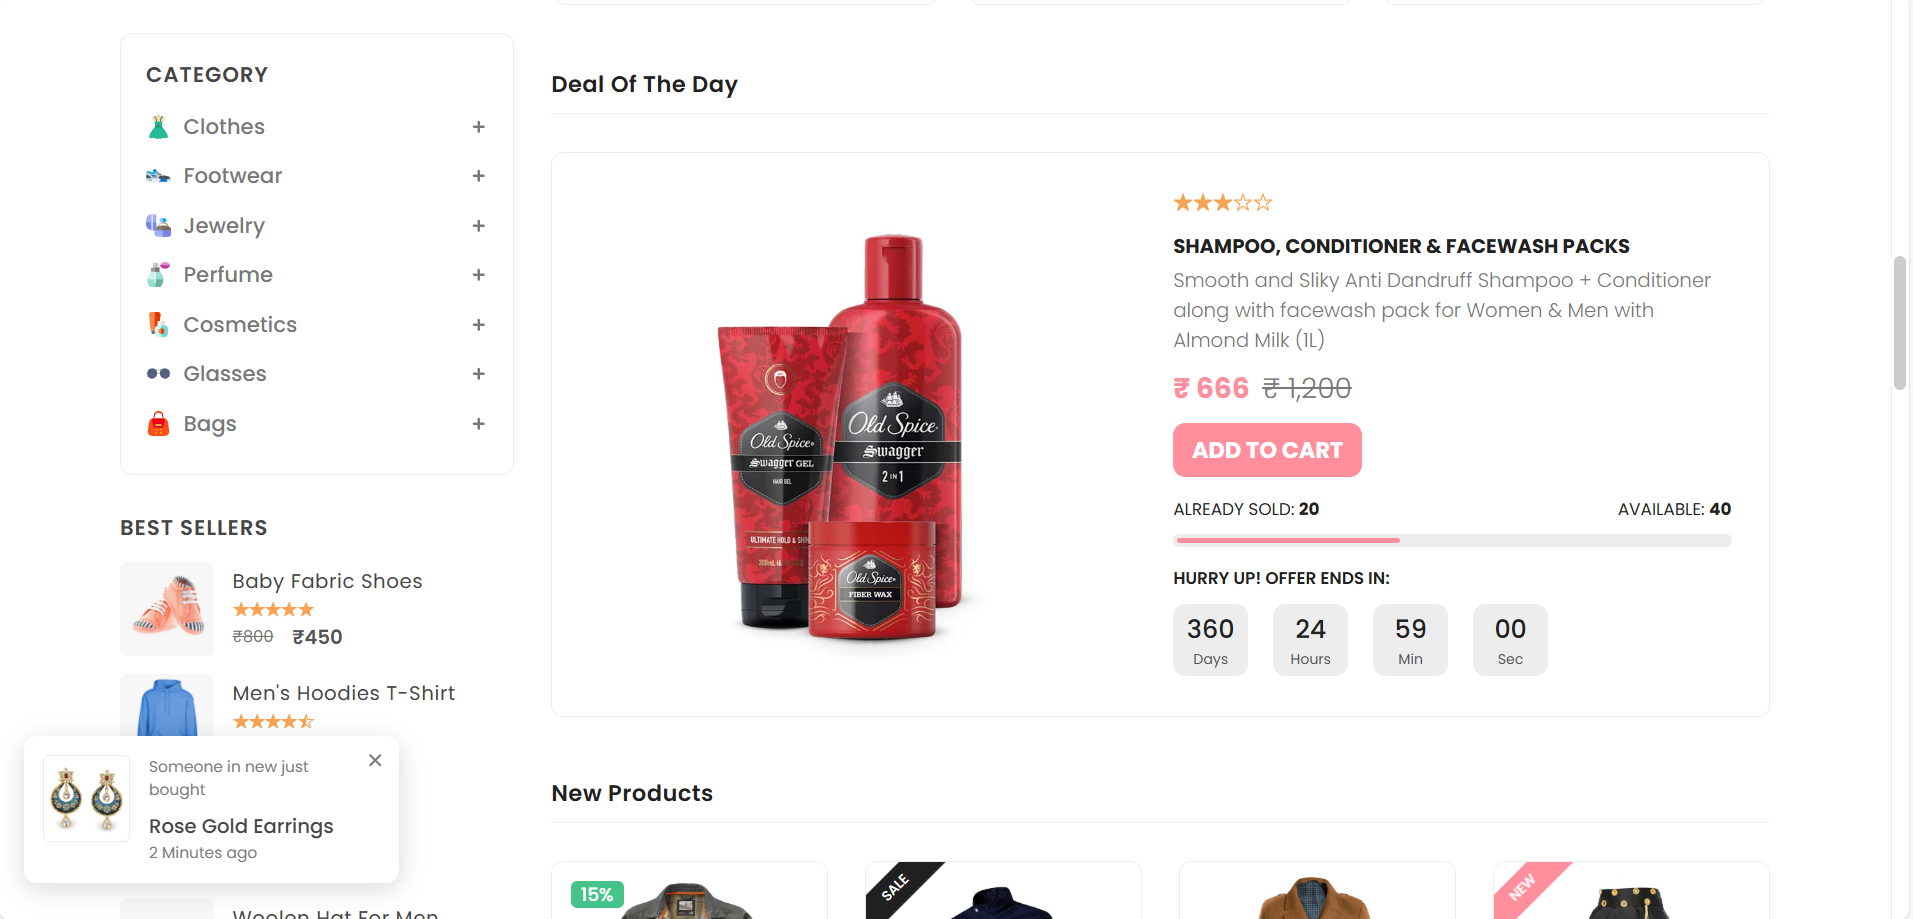 CATEGORY
Clothes +
Footwear +
Jewelry +
Perfume +
Cosmetics +
Glasses +
Bags +
BEST SELLERS
Baby Fabric Shoes
₹800 ₹450
Men's Hoodies T-Shirt
Someone in new just
bought
Rose Gold Earrings
2 Minutes ago
Woolen Hat For Men
Deal Of The Day
Old Spice
Swagger GEL
HAIR GEL
ULTIMATE HOLD & SHIN
Old Spice
Swagger
2 IN 1
Old Spice
FIBER WAX
SHAMPOO, CONDITIONER & FACEWASH PACKS
Smooth and Sliky Anti Dandruff Shampoo + Conditioner
along with facewash pack for Women & Men with
Almond Milk (1L)
₹ 666 ₹ 1,200
ADD TO CART
ALREADY SOLD: 20 AVAILABLE: 40
HURRY UP! OFFER ENDS IN:
360 24 59 00
Days Hours Min Sec
New Products
15%
SALE
NEW